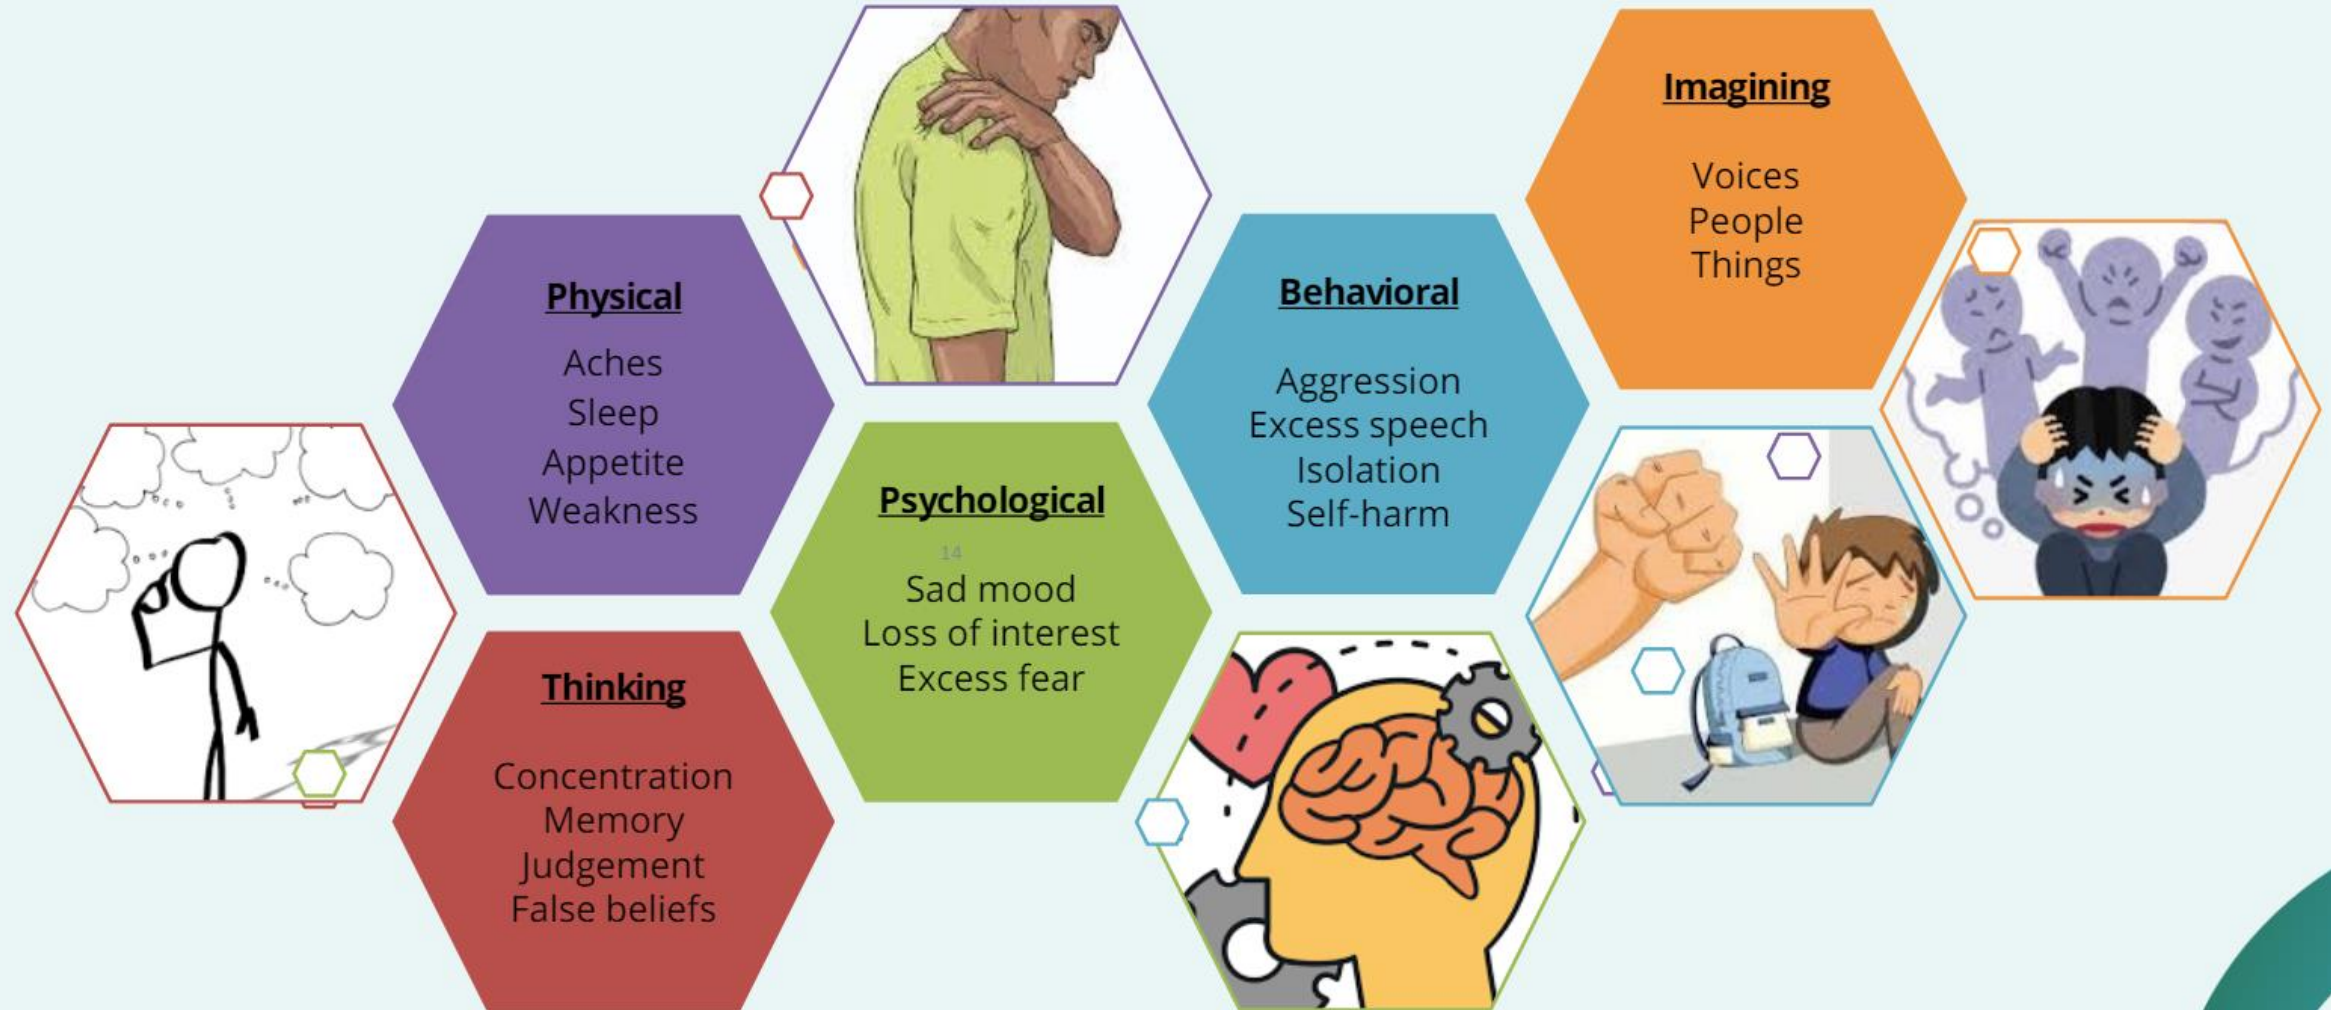 Physical
Aches
Sleep
Appetite
Weakness
Thinking
Concentration
Memory
Judgement
False beliefs
Psychological
14
Sad mood
Loss of interest
Excess fear
Behavioral
Aggression
Excess speech
Isolation
Self-harm
Imagining
Voices
People
Things